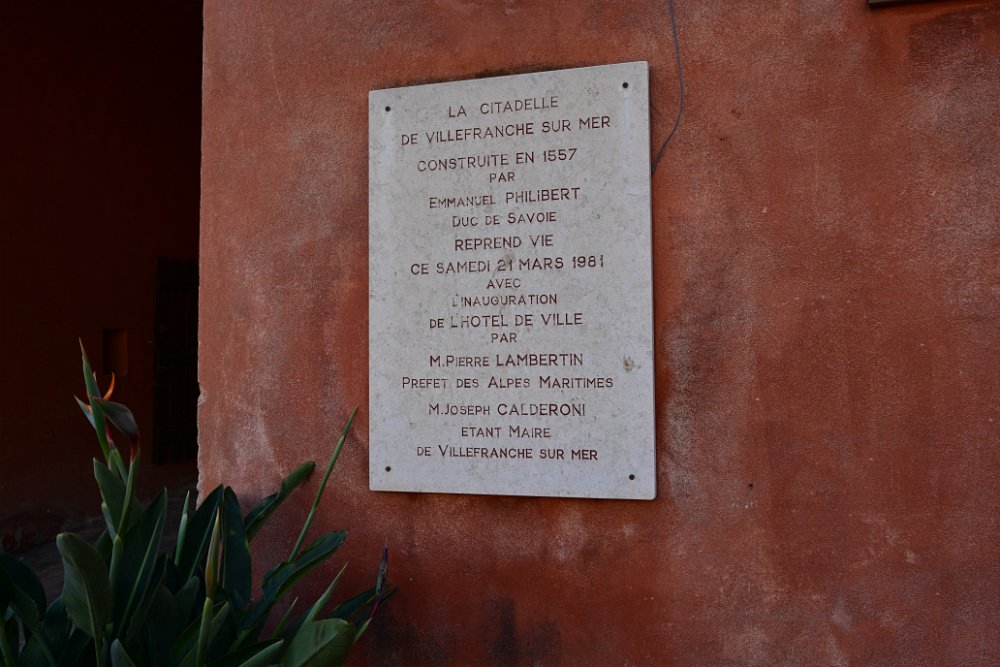 LA CITADELLE
DE VILLEFRANCHE SUR MER
CONSTRUITE EN 1557
PAR
EMMANUEL PHILIBERT
DUC DE SAVOIE
REPREND VIE
CE SAMEDI 21 MARS 1981
AVEC
L'INAUGURATION
DE L'HOTEL DE VILLE
PAR
M.PIERRE LAMBERTIN
PREFET DES ALPES MARITIMES
M.JOSEPH CALDERONI
ETANT MAIRE
DE VILLEFRANCHE SUR MER